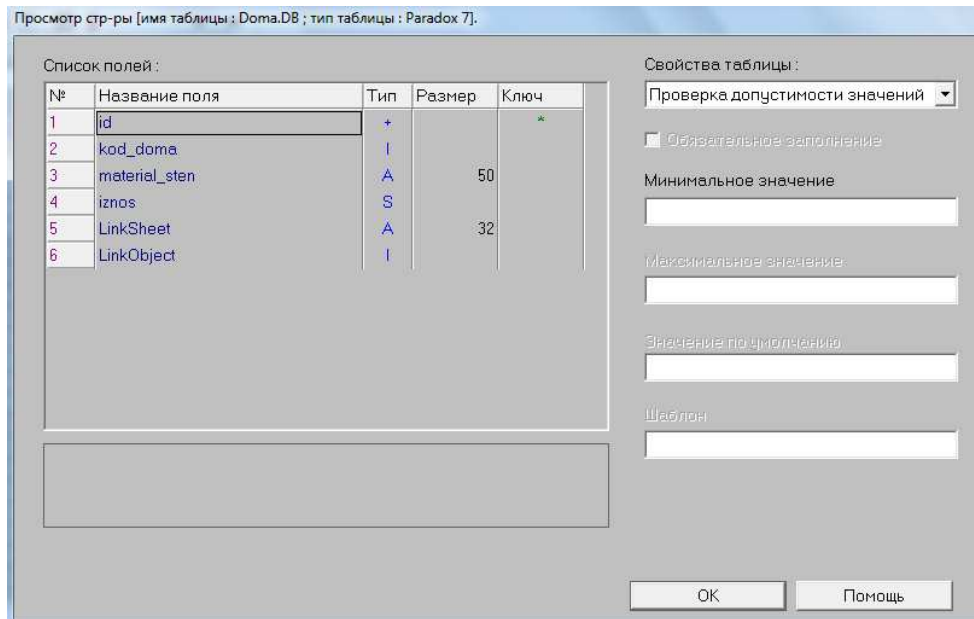 Просмотр стр-ры [имя таблицы : Doma.DB ; тип таблицы : Paradox 7].
Список полей :
№ Название поля Тип Размер Ключ
1 id + *
2 kod_doma I
3 material_sten A 50
4 iznos S
5 LinkSheet A 32
6 LinkObject I
Свойства таблицы :
Проверка допустимости значений
Обязательное заполнение
Минимальное значение
Максимальное значение
Значение по умолчанию
Шаблон
OK Помощь